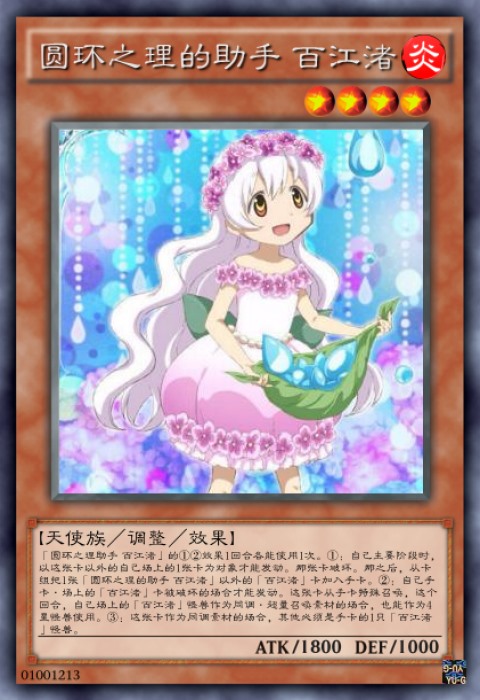 圆环之理的助手 百江渚 炎
【天使族／调整／效果】
「圆环之理助手 百江渚」的①②效果1回合各能使用1次。①：自己主要阶段时，
以这张卡以外的自己场上的1张卡为对象才能发动。那张卡破坏。那之后，从卡
组把1张「圆环之理的助手 百江渚」以外的「百江渚」卡加入手卡。②：自己手
卡·场上的「百江渚」卡被破坏的场合才能发动。这张卡从手卡特殊召唤，这个
回合，自己场上的「百江渚」怪兽作为同调·超量召唤素材的场合，也能作为4
星怪兽使用。③：这张卡作为同调素材的场合，其他必须是手卡的1只「百江渚」
怪兽。
ATK/1800 DEF/1000
01001213